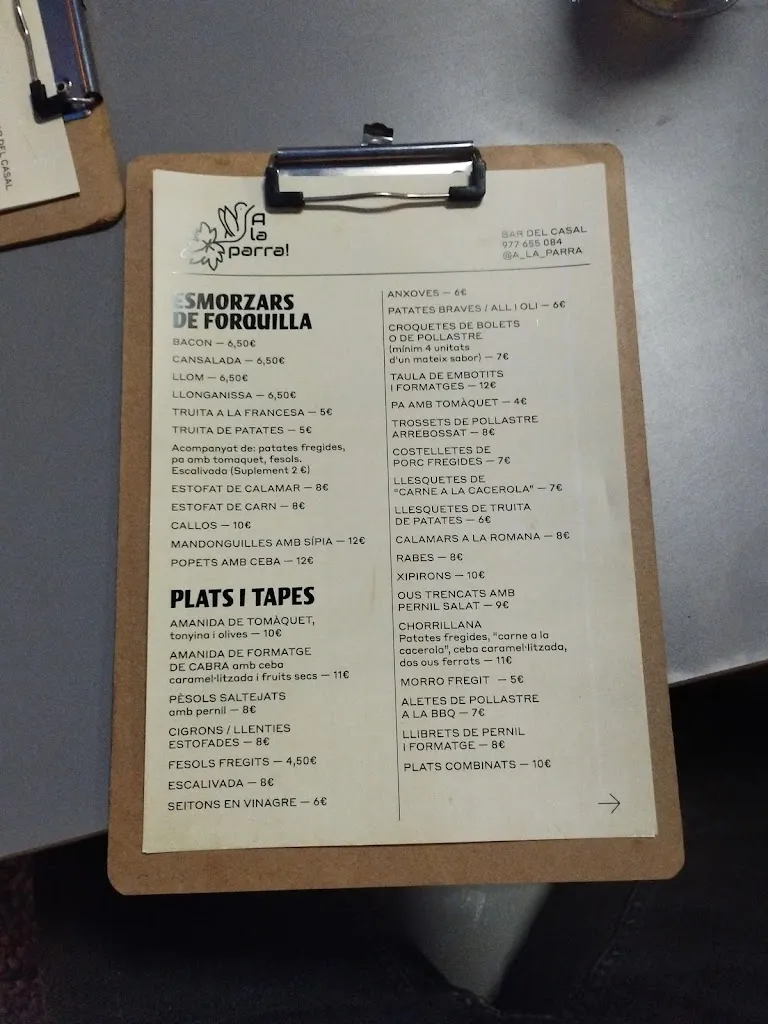 A
la
parra!
BAR DEL CASAL
977 655 084
@A_LA_PARRA
ESMORZARS
DE FORQUILLA
BACON — 6,50€
CANSALADA — 6,50€
LLOM — 6,50€
LLONGANISSA — 6,50€
TRUITA A LA FRANCESA — 5€
TRUITA DE PATATES — 5€
Acompanyat de: patates fregides,
pa amb tomaquet, fesols.
Escalivada (Suplement 2 €)
ESTOFAT DE CALAMAR — 8€
ESTOFAT DE CARN — 8€
CALLOS — 10€
MANDONGUILLES AMB SÍPIA — 12€
POPETS AMB CEBA — 12€
PLATS I TAPES
AMANIDA DE TOMÀQUET,
tonyina i olives — 10€
AMANIDA DE FORMATGE
DE CABRA amb ceba
caramel·litzada i fruits secs — 11€
PÈSOLS SALTEJATS
amb pernil — 8€
CIGRONS / LLENTIES
ESTOFADES — 8€
FESOLS FREGITS — 4,50€
ESCALIVADA — 8€
SEITONS EN VINAGRE — 6€
ANXOVES — 6€
PATATES BRAVES / ALL I OLI — 6€
CROQUETES DE BOLETS
O DE POLLASTRE
(mínim 4 unitats
d'un mateix sabor) — 7€
TAULA DE EMBOTITS
I FORMATGES — 12€
PA AMB TOMÀQUET — 4€
TROSSETS DE POLLASTRE
ARREBOSSAT — 8€
COSTELLETES DE
PORC FREGIDES — 7€
LLESQUETES DE
"CARNE A LA CACEROLA" — 7€
LLESQUETES DE TRUITA
DE PATATES — 6€
CALAMARS A LA ROMANA — 8€
RABES — 8€
XIPIRONS — 10€
OUS TRENCATS AMB
PERNIL SALAT — 9€
CHORRILLANA
Patates fregides, "carne a la
cacerola", ceba caramel·litzada,
dos ous ferrats — 11€
MORRO FREGIT — 5€
ALETES DE POLLASTRE
A LA BBQ — 7€
LLIBRETS DE PERNIL
I FORMATGE — 8€
PLATS COMBINATS — 10€
DEL CASAL